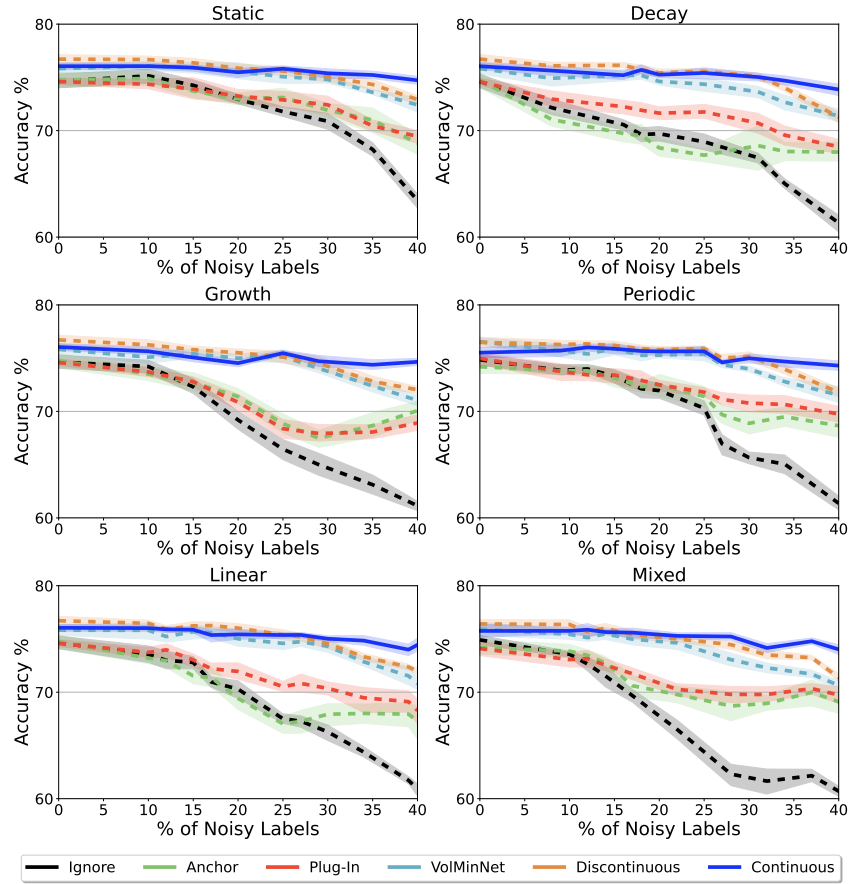 Static
Decay
80
70
60
Accuracy %
0 5 10 15 20 25 30 35 40
% of Noisy Labels
80
70
60
Accuracy %
0 5 10 15 20 25 30 35 40
% of Noisy Labels
Growth
Periodic
80
70
60
Accuracy %
0 5 10 15 20 25 30 35 40
% of Noisy Labels
80
70
60
Accuracy %
0 5 10 15 20 25 30 35 40
% of Noisy Labels
Linear
Mixed
80
70
60
Accuracy %
0 5 10 15 20 25 30 35 40
% of Noisy Labels
80
70
60
Accuracy %
0 5 10 15 20 25 30 35 40
% of Noisy Labels
Ignore Anchor Plug-In VolMinNet Discontinuous Continuous